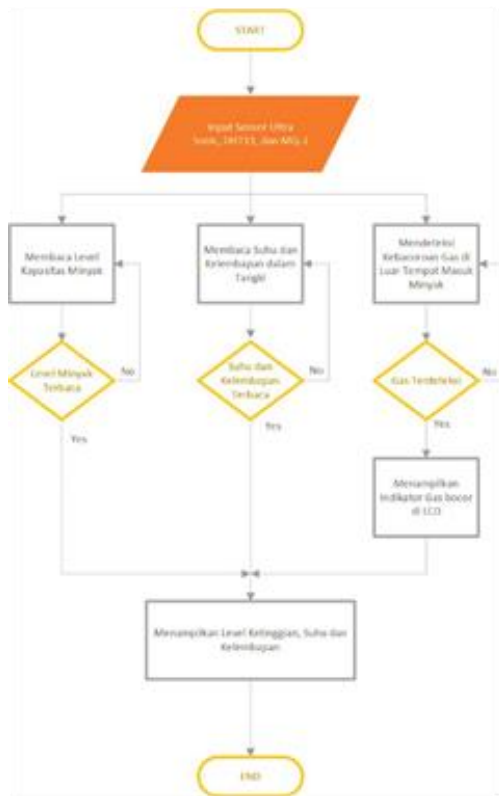 START
Input Sensor Ultra
Sonic, DHT11, dan MQ-2
Membaca Level
Kapasitas Minyak
Membaca Suhu dan
Kelembapan dalam
Tangki
Mendeteksi
Kebocoran Gas di
Luar Tempat Masuk
Minyak
Level Minyak
Terbaca
No
Suhu dan
Kelembapan
Terbaca
No
Gas Terdeteksi
No
Yes
Yes
Yes
Menampilkan
Indikator Gas bocor
di LCD
Menampilkan Level Ketinggian, Suhu dan
Kelembapan
END